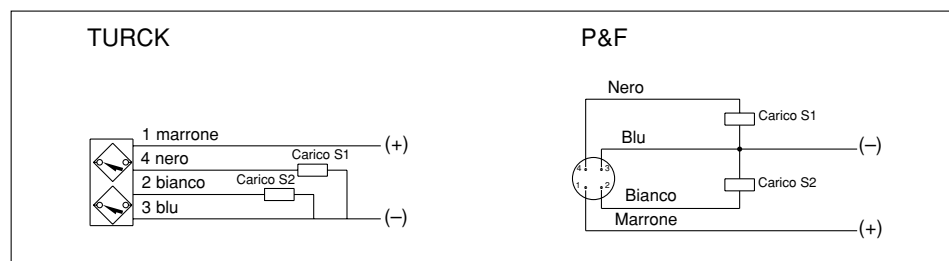 TURCK
1 marrone
(+)
4 nero
Carico S1
2 bianco
Carico S2
3 blu
(–)
P&F
Nero
Carico S1
Blu
(–)
4 3
1 2
Carico S2
Bianco
Marrone
(+)